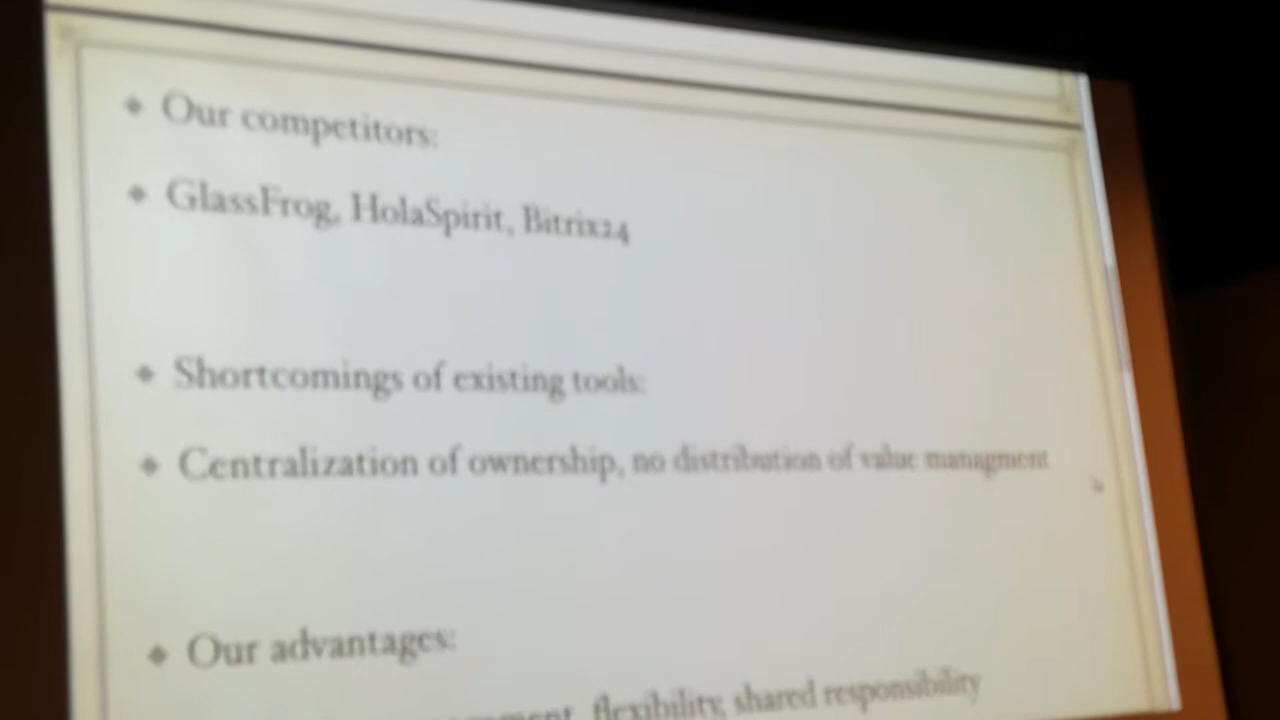 Our competitors:
GlassFrog, HolaSpirit, Bitrix24
Shortcomings of existing tools:
Centralization of ownership, no distribution of value managment
Our advantages:
flexibility, shared responsibility